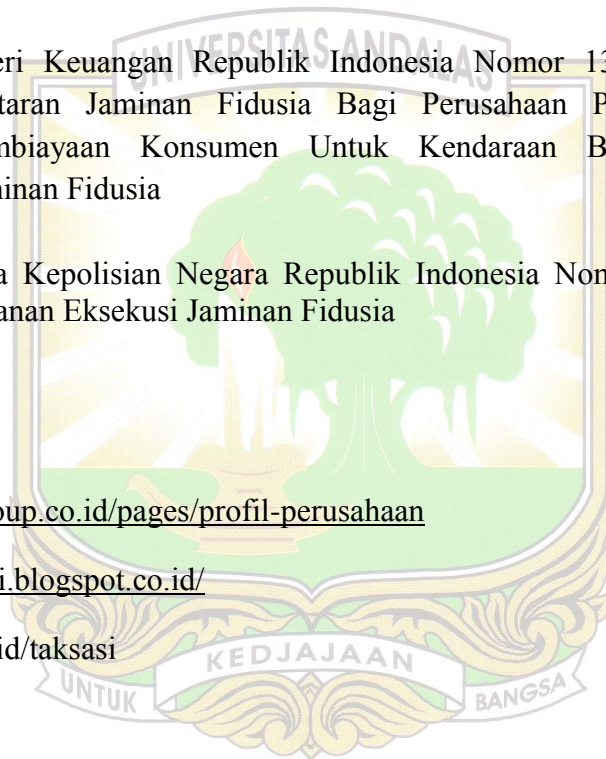 UNIVERSITAS ANDALAS
eri Keuangan Republik Indonesia Nomor 13
taran Jaminan Fidusia Bagi Perusahaan P
mbiayaan Konsumen Untuk Kendaraan B
ninan Fidusia
a Kepolisian Negara Republik Indonesia Non
anan Eksekusi Jaminan Fidusia
oup.co.id/pages/profil-perusahaan
i.blogspot.co.id/
id/taksasi
KEDJAJAAN
UNTUK
BANGSA